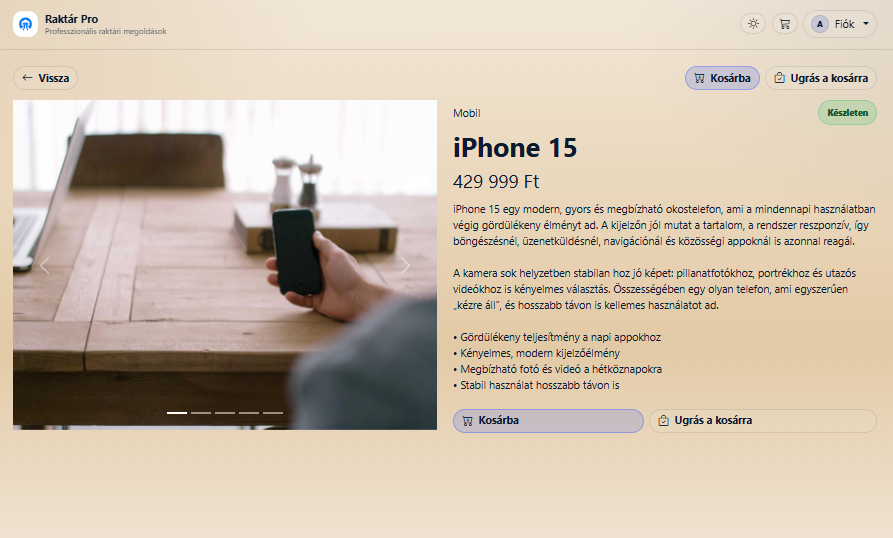 Raktár Pro
Professzionális raktári megoldások
A Fiók
Vissza
Kosárba
Ugrás a kosárra
Mobil
Készleten
iPhone 15
429 999 Ft
iPhone 15 egy modern, gyors és megbízható okostelefon, ami a mindennapi használatban
végig gördülékeny élményt ad. A kijelzőn jól mutat a tartalom, a rendszer reszponzív, így
böngészésnél, üzenetküldésnél, navigációnál és közösségi appoknál is azonnal reagál.
A kamera sok helyzetben stabilan hoz jó képet: pillanatfotókhoz, portrékhoz és utazós
videókhoz is kényelmes választás. Összességében egy olyan telefon, ami egyszerűen
„kézre áll”, és hosszabb távon is kellemes használatot ad.
• Gördülékeny teljesítmény a napi appokhoz
• Kényelmes, modern kijelzőélmény
• Megbízható fotó és videó a hétköznapokra
• Stabil használat hosszabb távon is
Kosárba
Ugrás a kosárra